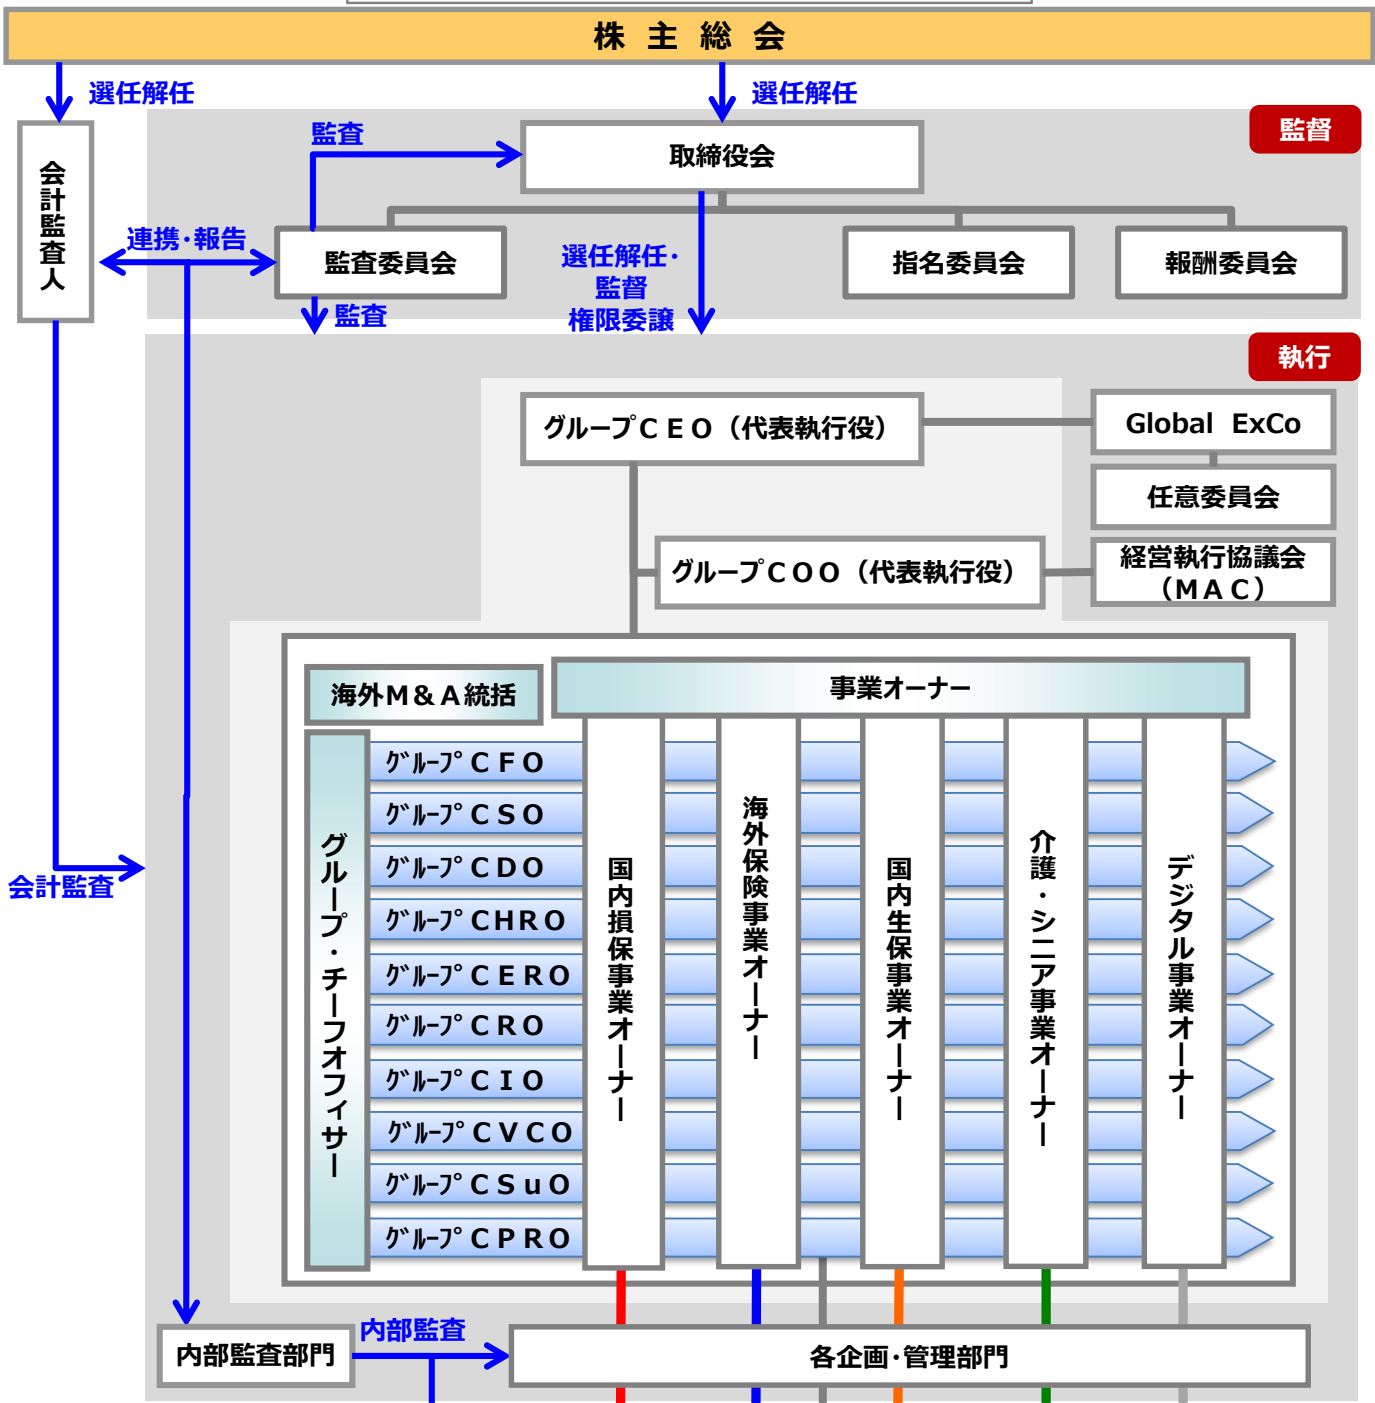 株主総会
選任解任
選任解任
監督
監査
取締役会
会計監査人
連携・報告
監査委員会
選任解任・
監督
権限委譲
指名委員会
報酬委員会
監査
執行
グループCEO（代表執行役）
Global ExCo
任意委員会
グループCOO（代表執行役）
経営執行協議会
（MAC）
海外M&A統括
事業オーナー
グループ・チーフオフィサー
ｸﾞﾙｰﾌﾟCFO
ｸﾞﾙｰﾌﾟCSO
ｸﾞﾙｰﾌﾟCDO
ｸﾞﾙｰﾌﾟCHRO
ｸﾞﾙｰﾌﾟCERO
ｸﾞﾙｰﾌﾟCRO
ｸﾞﾙｰﾌﾟCIO
ｸﾞﾙｰﾌﾟCVCO
ｸﾞﾙｰﾌﾟCSuO
ｸﾞﾙｰﾌﾟCPRO
国内損保事業オーナー
海外保険事業オーナー
国内生保事業オーナー
介護・シニア事業オーナー
デジタル事業オーナー
会計監査
内部監査部門
内部監査
各企画・管理部門